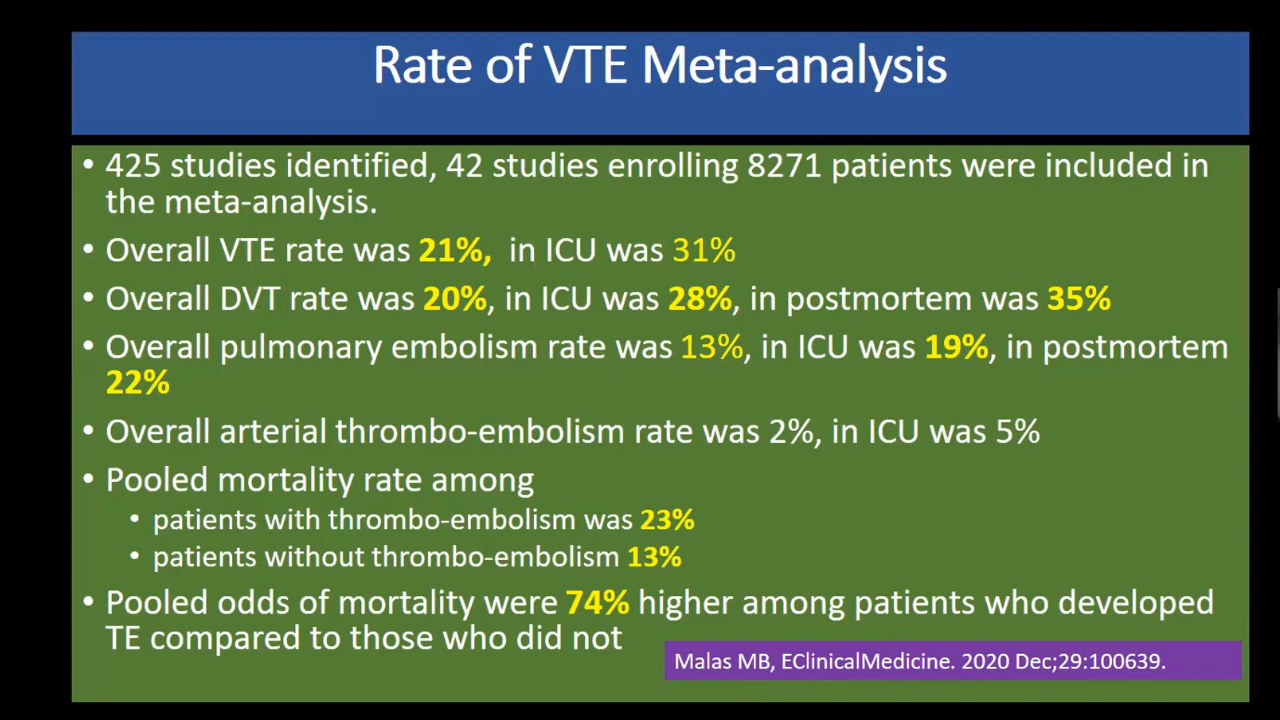 Rate of VTE Meta-analysis
• 425 studies identified, 42 studies enrolling 8271 patients were included in
the meta-analysis.
• Overall VTE rate was 21%, in ICU was 31%
• Overall DVT rate was 20%, in ICU was 28%, in postmortem was 35%
• Overall pulmonary embolism rate was 13%, in ICU was 19%, in postmortem
22%
• Overall arterial thrombo-embolism rate was 2%, in ICU was 5%
• Pooled mortality rate among
• patients with thrombo-embolism was 23%
• patients without thrombo-embolism 13%
• Pooled odds of mortality were 74% higher among patients who developed
TE compared to those who did not
Malas MB, EClinicalMedicine. 2020 Dec;29:100639.